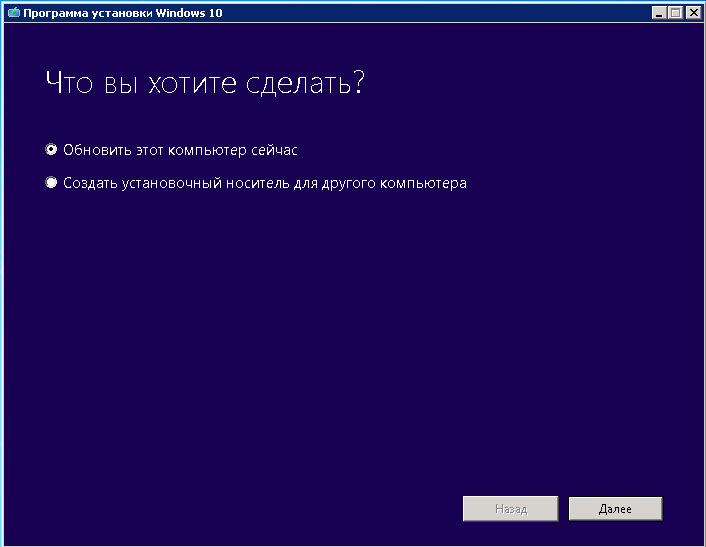 Программа установки Windows 10
Что вы хотите сделать?
Обновить этот компьютер сейчас
Создать установочный носитель для другого компьютера
Назад Далее